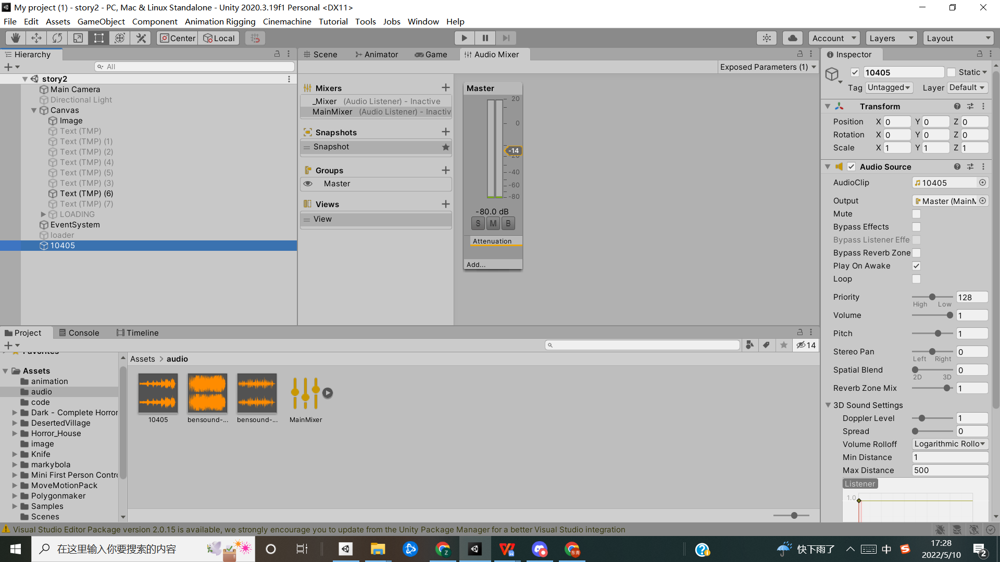 My project (1) - story2 - PC, Mac & Linux Standalone - Unity 2020.3.19f1 Personal <DX11>
File Edit Assets GameObject Component Animation Rigging Cinemachine Tutorial Tools Jobs Window Help
Center Local Account Layers Layout
Hierarchy
All
story2
Main Camera
Directional Light
Canvas
Image
Text (TMP)
Text (TMP) (1)
Text (TMP) (2)
Text (TMP) (4)
Text (TMP) (5)
Text (TMP) (3)
Text (TMP) (6)
Text (TMP) (7)
LOADING
EventSystem
loader
10405
Scene Animator Game Audio Mixer
Exposed Parameters (1)
Mixers
_Mixer (Audio Listener) - Inactive
MainMixer (Audio Listener) - Inactiv
Snapshots
Snapshot
Groups
Master
Views
View
Master
20
0
-14
-20
-40
-60
-80
-80.0 dB
S M B
Attenuation
Add...
Inspector
10405 Static
Tag Untagged Layer Default
Transform
Position X 0 Y 0 Z 0
Rotation X 0 Y 0 Z 0
Scale X 1 Y 1 Z 1
Audio Source
AudioClip 10405
Output Master (MainM
Mute
Bypass Effects
Bypass Listener Effe
Bypass Reverb Zone
Play On Awake
Loop
Priority 128
High Low
Volume 1
Pitch 1
Stereo Pan 0
Left Right
Spatial Blend 0
2D 3D
Reverb Zone Mix 1
3D Sound Settings
Doppler Level 1
Spread 0
Volume Rolloff Logarithmic Rollo
Min Distance 1
Max Distance 500
Listener
1.0
Project Console Timeline
14
Favorites
Assets
animation
audio
code
Dark - Complete Horror
DesertedVillage
Horror_House
image
Knife
markybola
Mini First Person Contro
MoveMotionPack
Polygonmaker
Samples
Scenes
Assets > audio
10405 bensound-... bensound-... MainMixer
Visual Studio Editor Package version 2.0.15 is available, we strongly encourage you to update from the Unity Package Manager for a better Visual Studio integration
在这里输入你要搜索的内容
快下雨了
中
17:28
2022/5/10
2